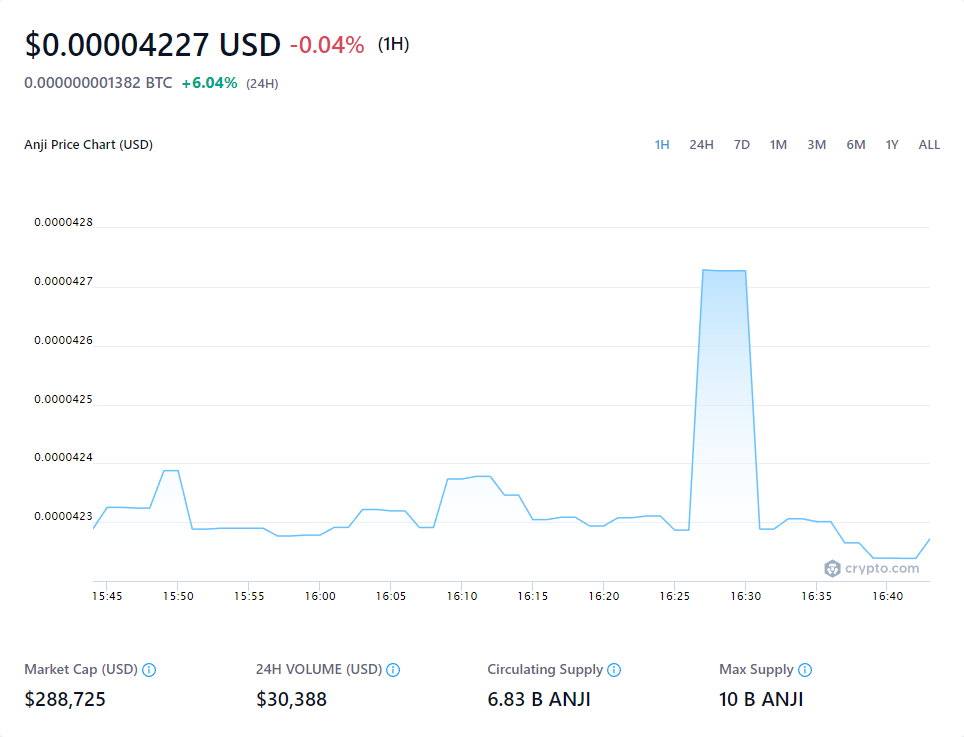 $0.00004227 USD -0.04% (1H)
0.000000001382 BTC +6.04% (24H)
Anji Price Chart (USD) 1H 24H 7D 1M 3M 6M 1Y ALL
0.0000428
0.0000427
0.0000426
0.0000425
0.0000424
0.0000423
crypto.com
15:45 15:50 15:55 16:00 16:05 16:10 16:15 16:20 16:25 16:30 16:35 16:40
Market Cap (USD) 24H VOLUME (USD) Circulating Supply Max Supply
$288,725 $30,388 6.83 B ANJI 10 B ANJI